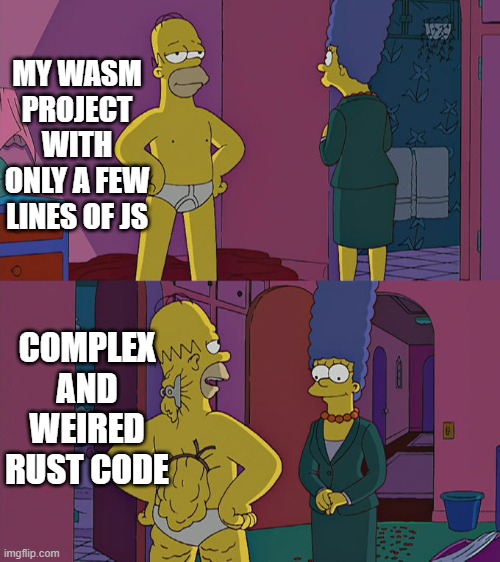 MY WASM
PROJECT
WITH
ONLY A FEW
LINES OF JS
COMPLEX
AND
WEIRED
RUST CODE
imgflip.com